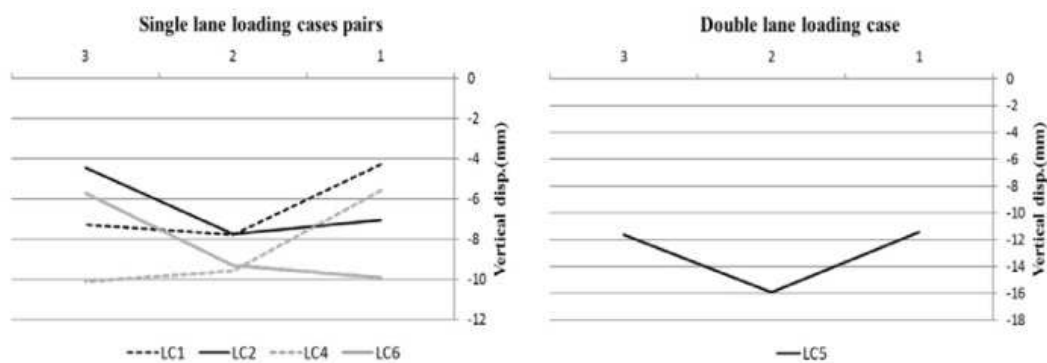 Single lane loading cases pairs
3 2 1
0
-2
-4
-6
-8
-10
-12
Vertical disp.(mm)
LC1 LC2 LC4 LC6
Double lane loading case
3 2 1
0
-2
-4
-6
-8
-10
-12
-14
-16
-18
Vertical disp.(mm)
LC5